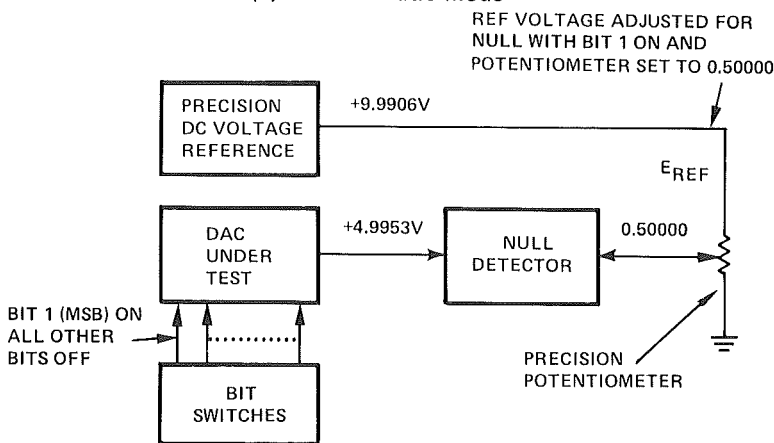 REF VOLTAGE ADJUSTED FOR
NULL WITH BIT 1 ON AND
POTENTIOMETER SET TO 0.50000
PRECISION
DC VOLTAGE
REFERENCE
+9.9906V
E_REF
DAC
UNDER
TEST
+4.9953V
NULL
DETECTOR
0.50000
BIT 1 (MSB) ON
ALL OTHER
BITS OFF
BIT
SWITCHES
PRECISION
POTENTIOMETER